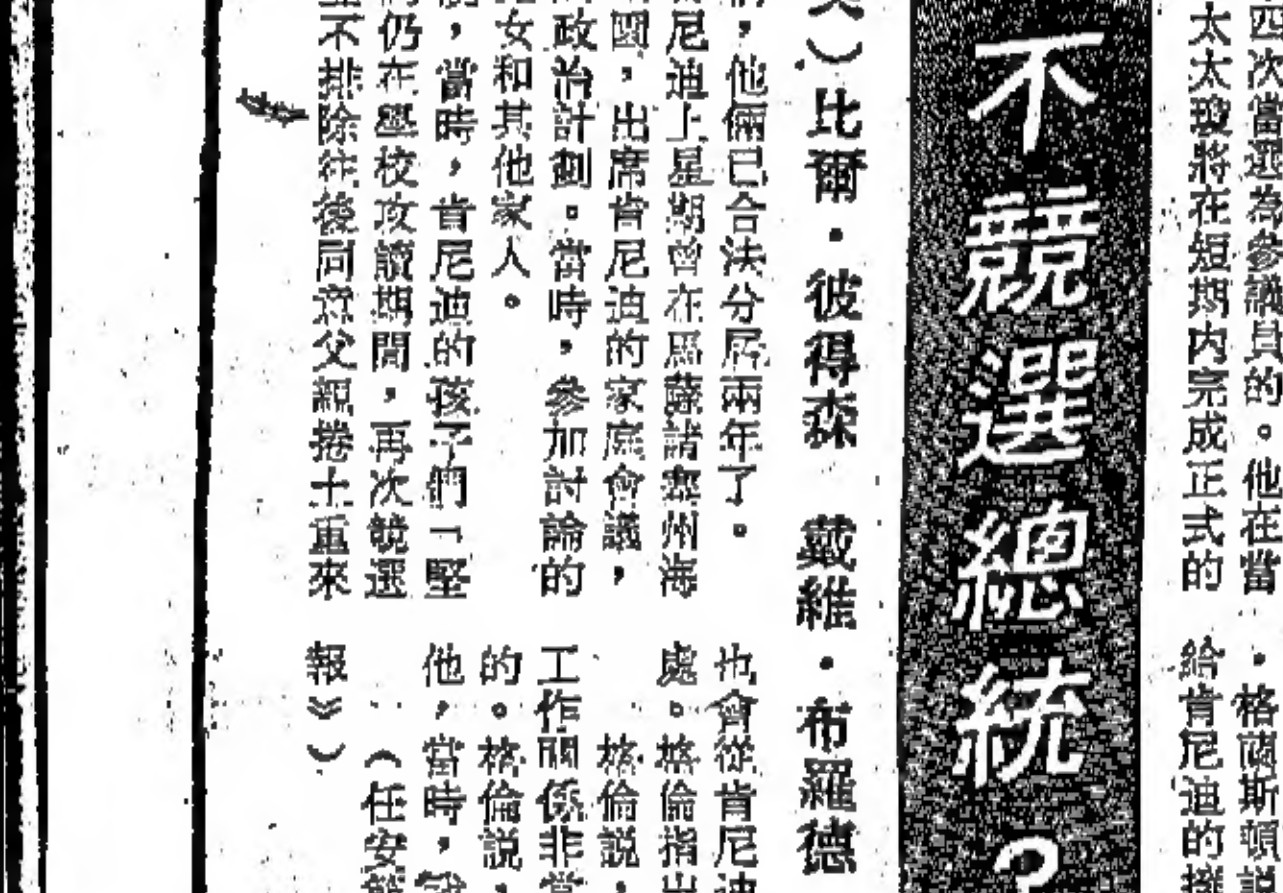 四次當選為參議員的。他在當
太太瓊將在短期内完成正式的
・格蘭斯頓說
給肯尼迪的
不競選總統？
）比爾・彼得森　戴維・布羅德
，他倆已合法分居兩年了。
尼迪上星期曾在馬薩諸塞州海
國，出席肯尼迪的家庭會議，
政治計劃。當時，參加討論的
女和其他家人。
，當時，肯尼迪的孩子們「堅
仍在學校攻讀期間，再次競選
不排除往後同意父親捲土重來
也會從肯尼迪
處。格倫指出
格倫說，
工作關係非常
的。格倫說，
他，當時，
（任安
報》）